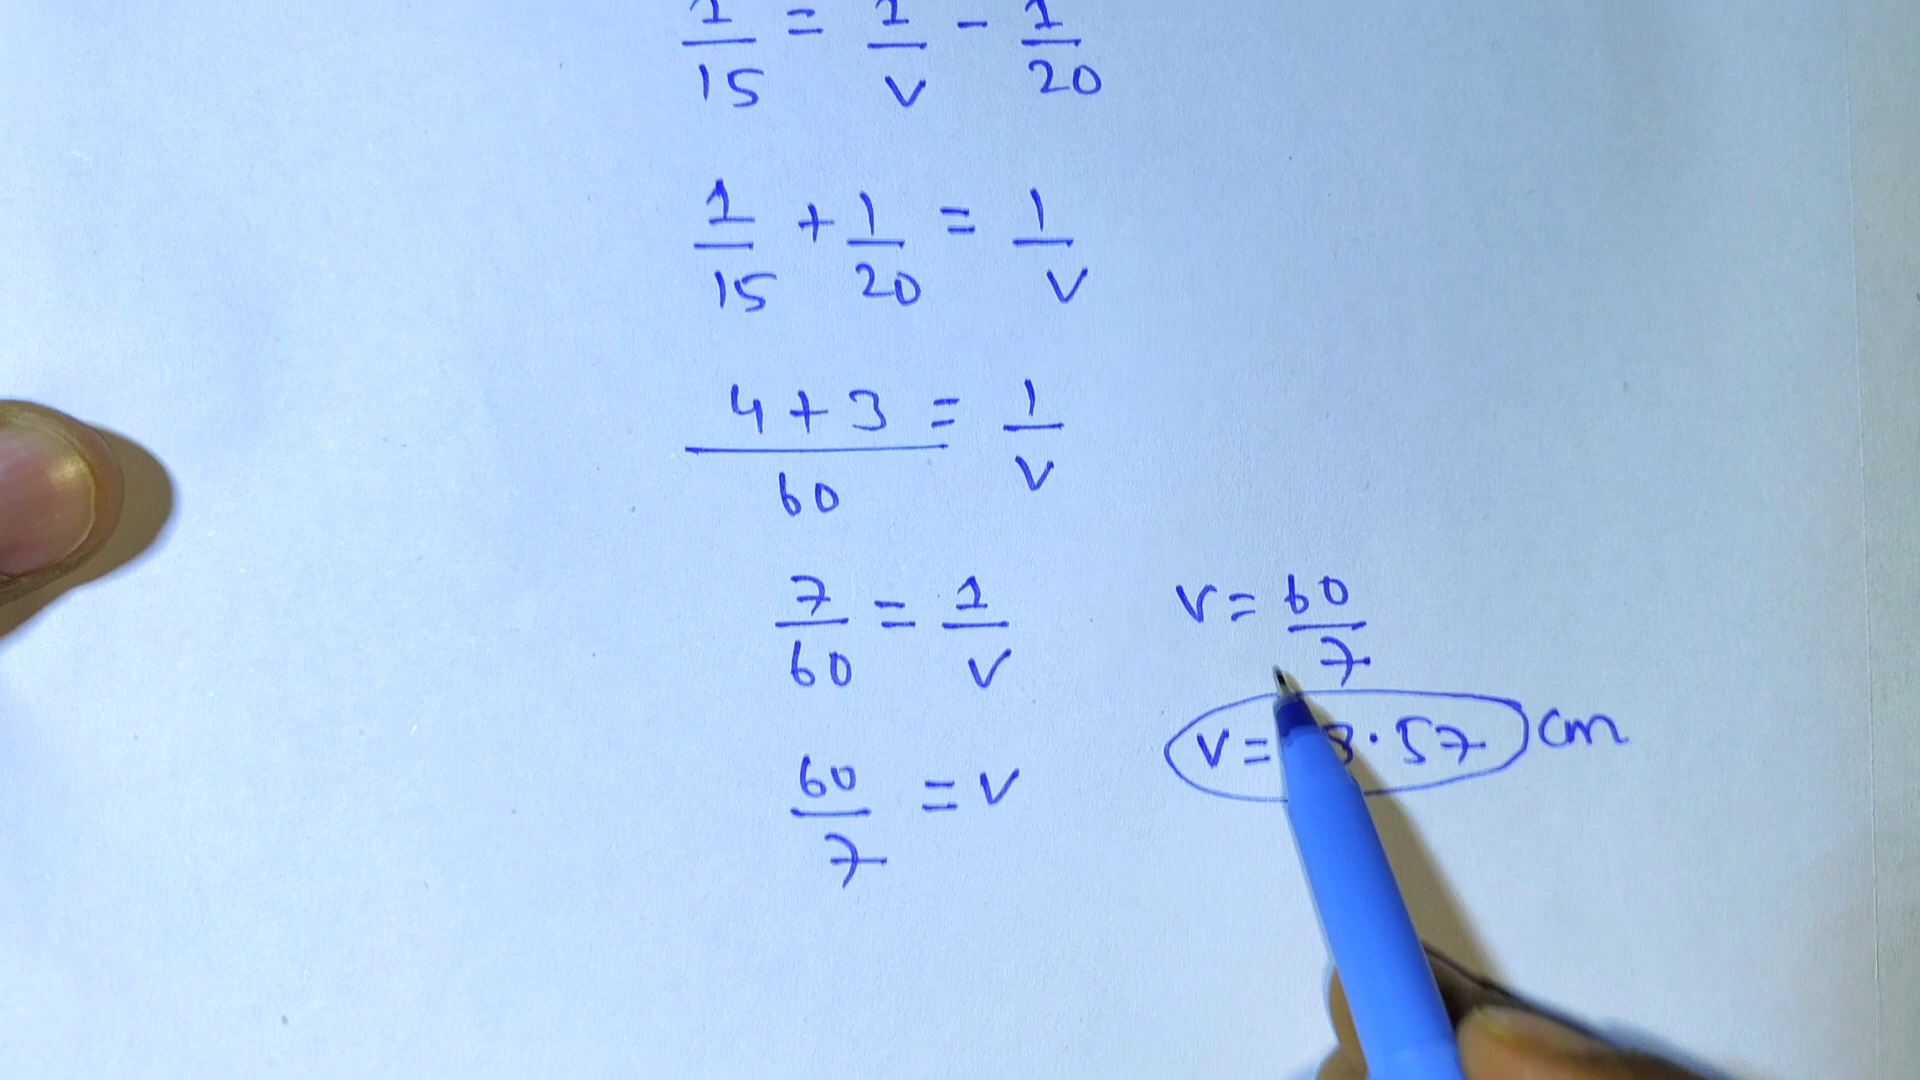 1/15 = 1/v - 1/20
1/15 + 1/20 = 1/v
4+3/60 = 1/v
7/60 = 1/v
60/7 = v
v = 60/7
v = 8.57 cm